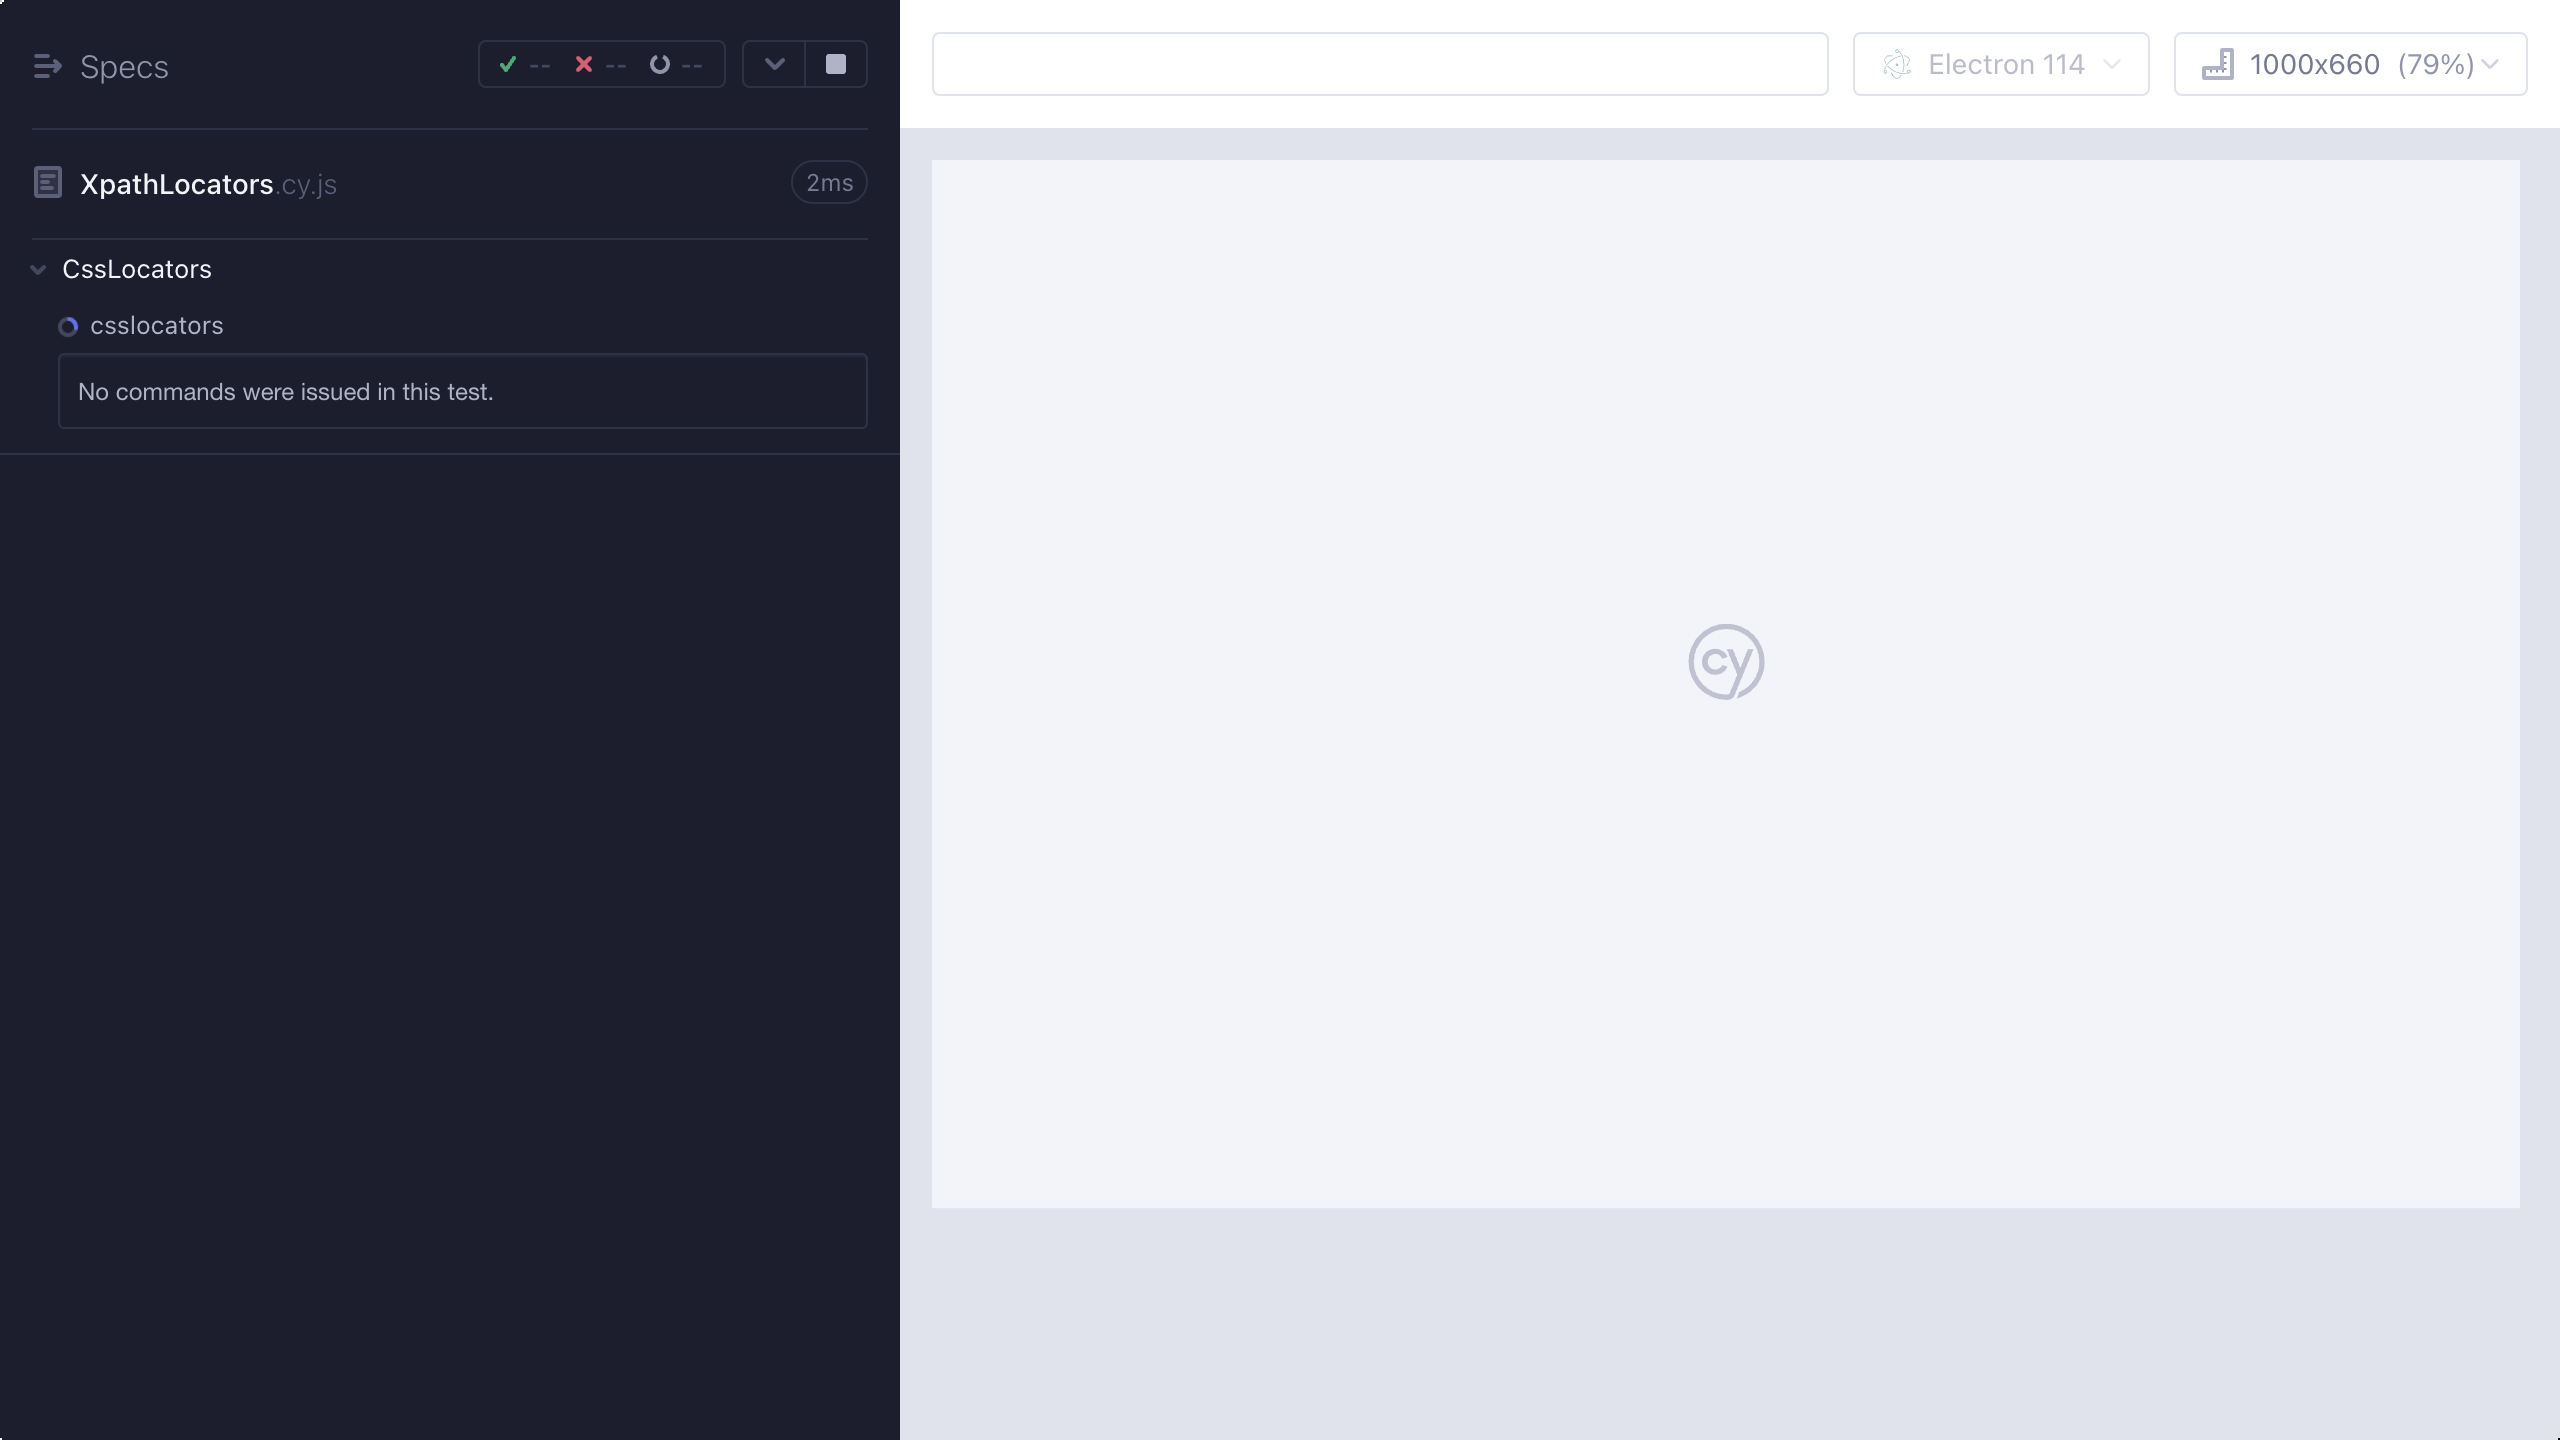 Specs
-- -- --
XpathLocators.cy.js
2ms
CssLocators
csslocators
No commands were issued in this test.
Electron 114
1000x660 (79%)
cy